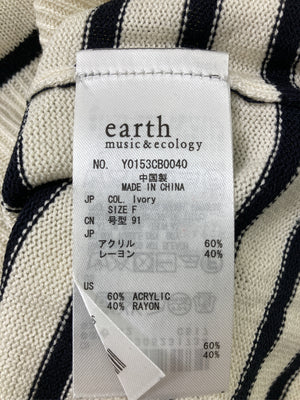 earth
music&ecology
NO. Y0153CB0040
中国製
MADE IN CHINA
JP COL. Ivory
SIZE F
CN 号型 91
JP
アクリル 60%
レーヨン 40%
US
60% ACRYLIC
40% RAYON
60%
40%